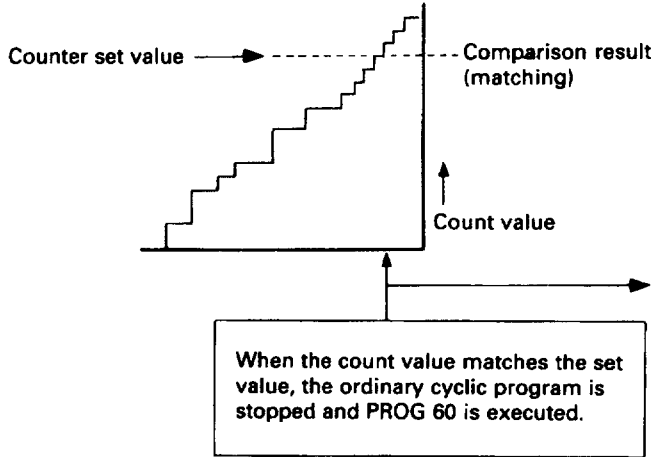 Counter set value
Comparison result
(matching)
Count value
When the count value matches the set
value, the ordinary cyclic program is
stopped and PROG 60 is executed.